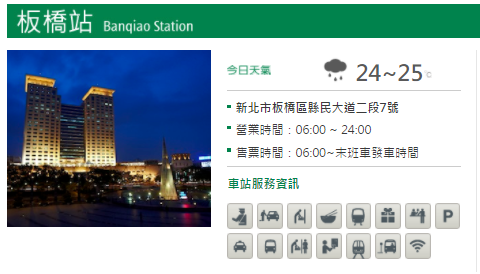 板橋站 Banqiao Station
今日天氣 24~25 °C
新北市板橋區縣民大道二段7號
營業時間：06:00 ~ 24:00
售票時間：06:00~末班車發車時間
車站服務資訊
P